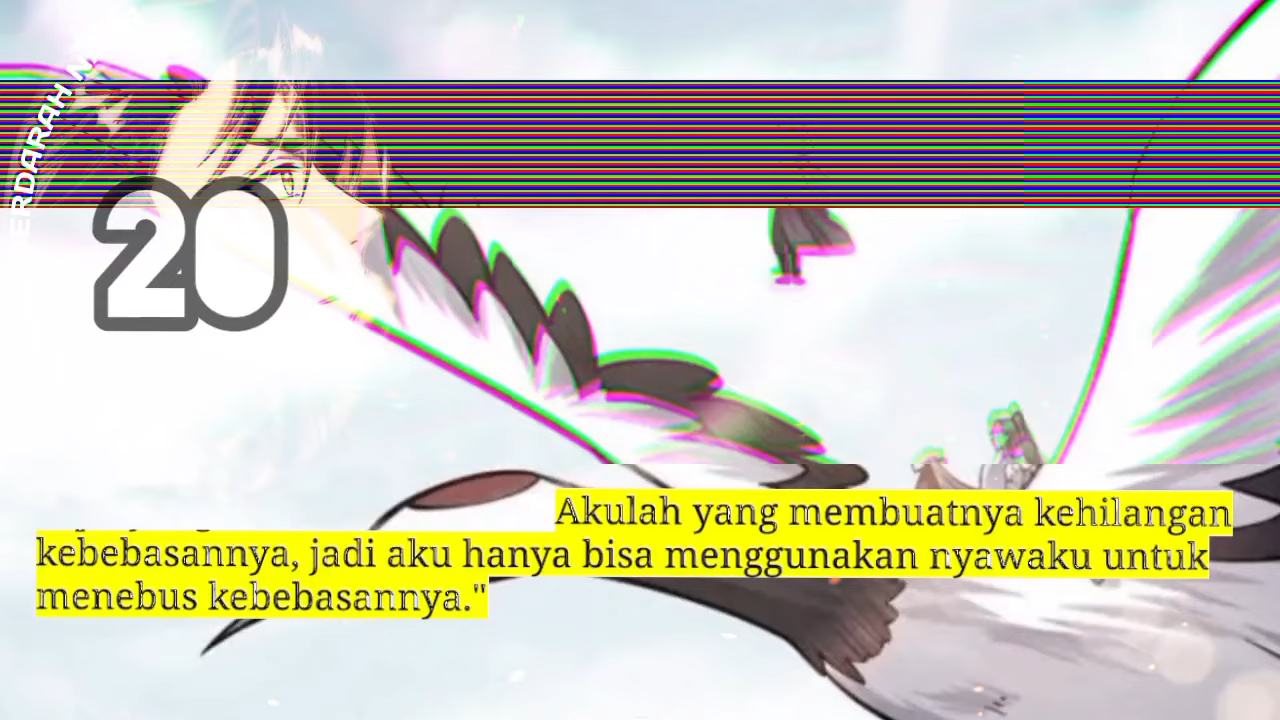 20
Akulah yang membuatnya kehilangan
kebebasannya, jadi aku hanya bisa menggunakan nyawaku untuk
menebus kebebasannya."